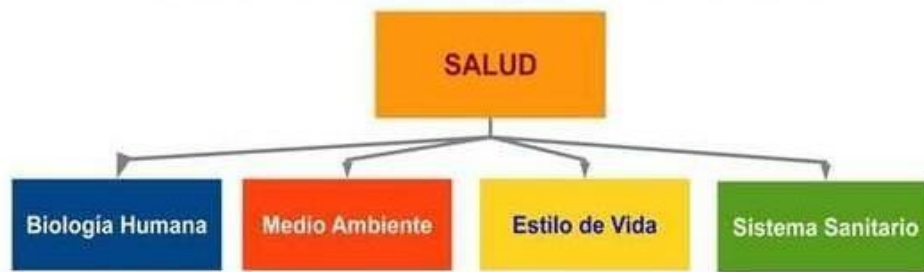 SALUD
Biología Humana
Medio Ambiente
Estilo de Vida
Sistema Sanitario